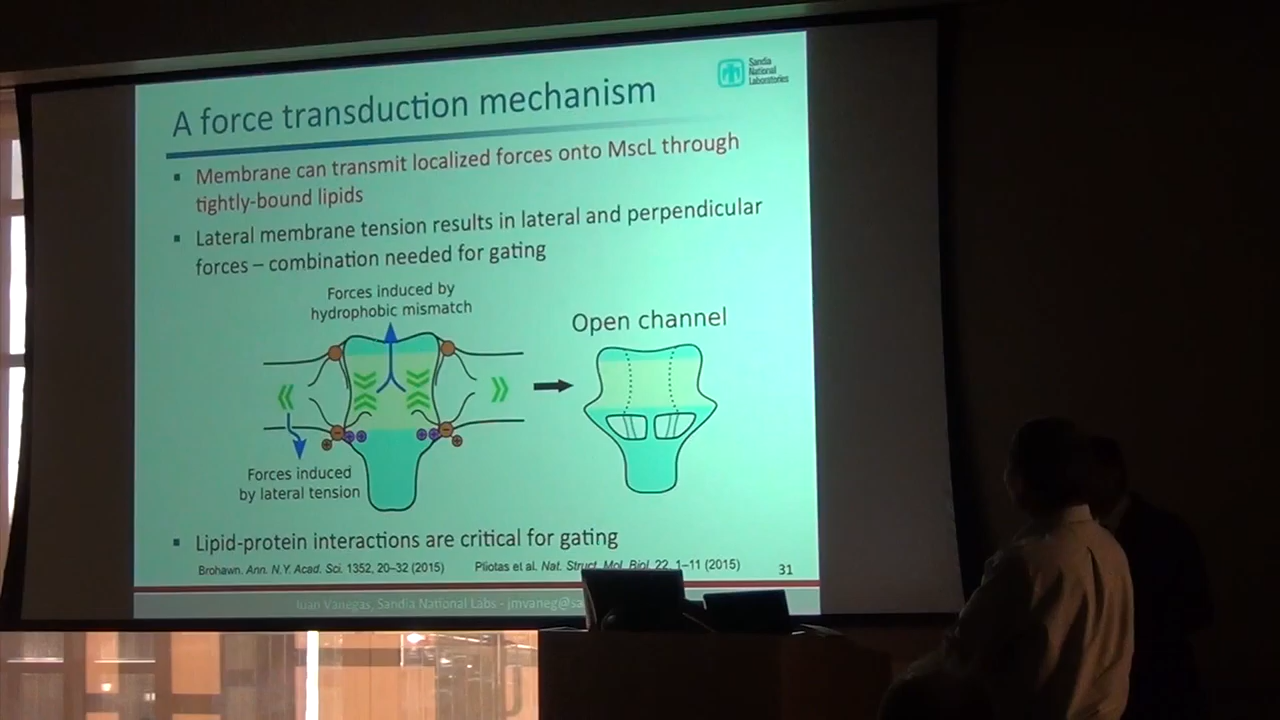 Sandia
National
Laboratories
A force transduction mechanism
▪ Membrane can transmit localized forces onto MscL through
tightly-bound lipids
▪ Lateral membrane tension results in lateral and perpendicular
forces – combination needed for gating
Forces induced by
hydrophobic mismatch
Open channel
Forces induced
by lateral tension
▪ Lipid-protein interactions are critical for gating
Brohawn. Ann. N.Y. Acad. Sci. 1352, 20–32 (2015)
Pliotas et al. Nat. Struct. Mol. Biol. 22, 1–11 (2015)
31
Juan Vanegas, Sandia National Labs - jmvaneg@sa